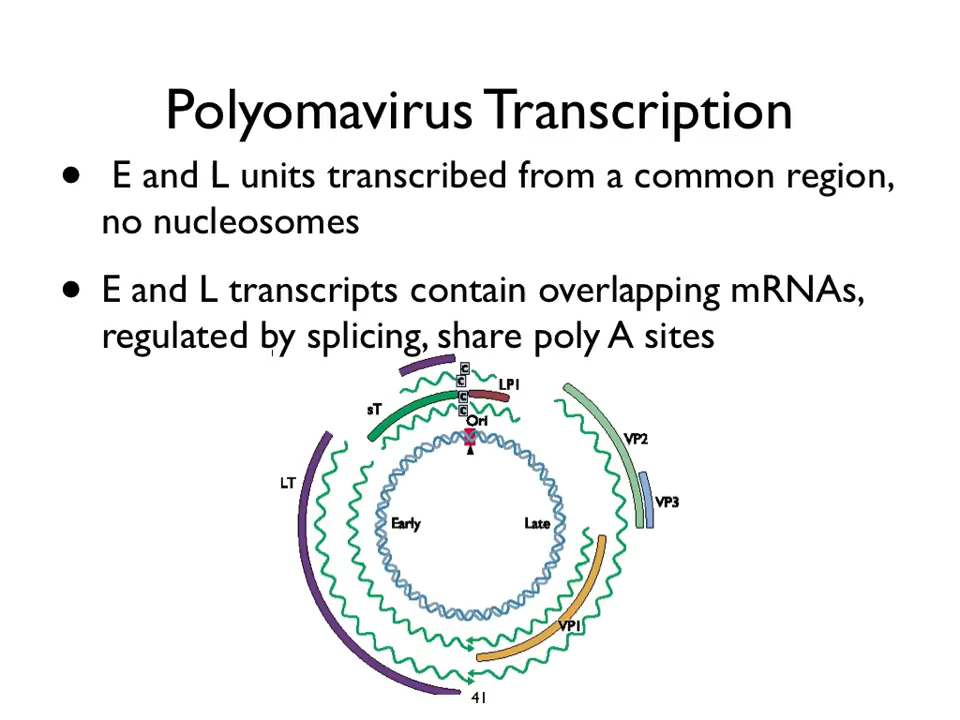 Polyomavirus Transcription
• E and L units transcribed from a common region,
no nucleosomes
• E and L transcripts contain overlapping mRNAs,
regulated by splicing, share poly A sites
C
C
LP1
sT
C
C
Ori
VP2
LT
VP3
Early
Late
VP1
41